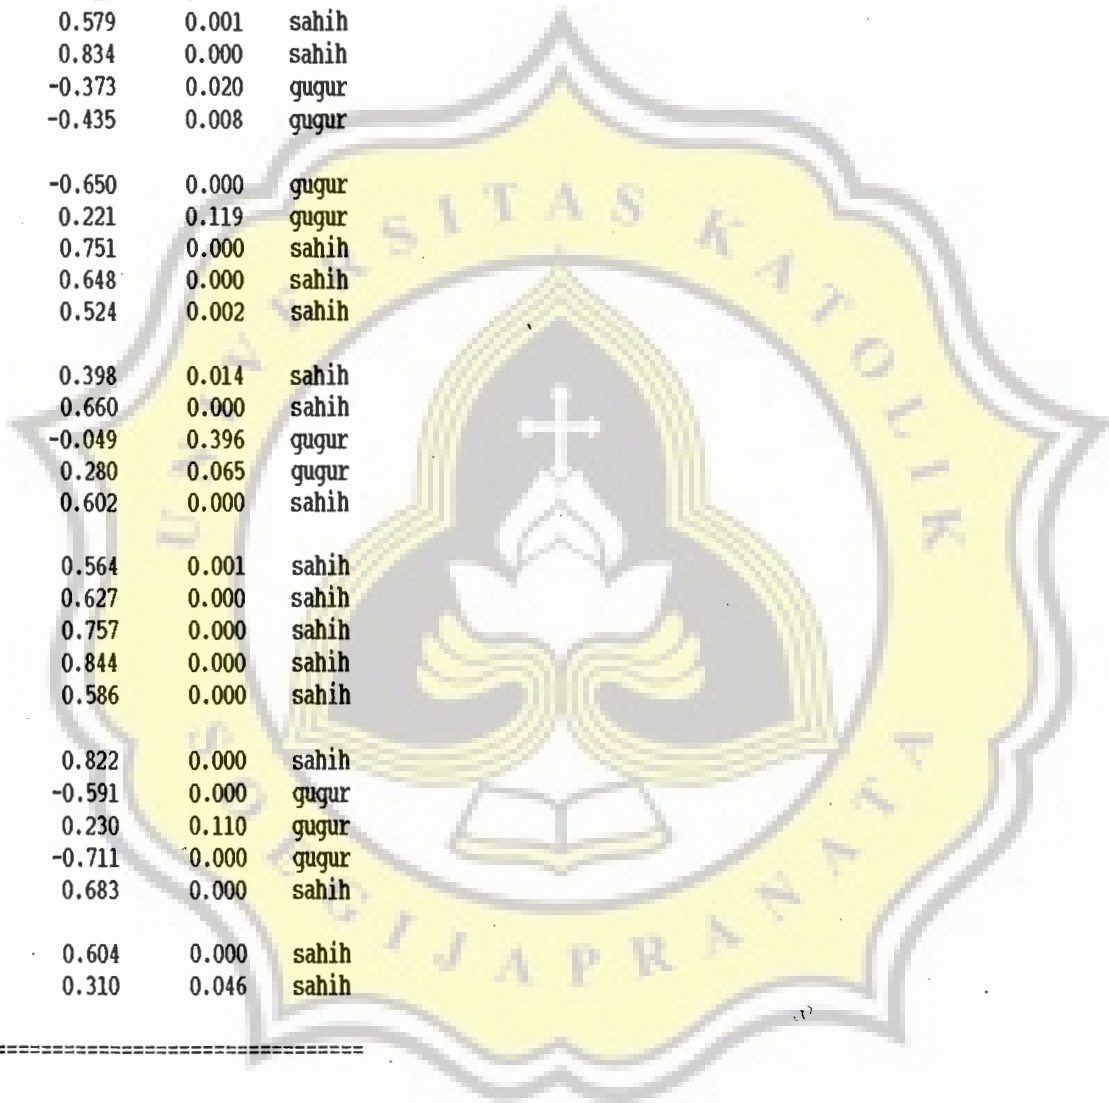 0.579 0.001 sahih
0.834 0.000 sahih
-0.373 0.020 gugur
-0.435 0.008 gugur
-0.650 0.000 gugur
0.221 0.119 gugur
0.751 0.000 sahih
0.648 0.000 sahih
0.524 0.002 sahih
0.398 0.014 sahih
0.660 0.000 sahih
-0.049 0.396 gugur
0.280 0.065 gugur
0.602 0.000 sahih
0.564 0.001 sahih
0.627 0.000 sahih
0.757 0.000 sahih
0.844 0.000 sahih
0.586 0.000 sahih
0.822 0.000 sahih
-0.591 0.000 gugur
0.230 0.110 gugur
-0.711 0.000 gugur
0.683 0.000 sahih
0.604 0.000 sahih
0.310 0.046 sahih
==============================
UNIVERSITAS KATOLIK
SOEGIJAPRANATA